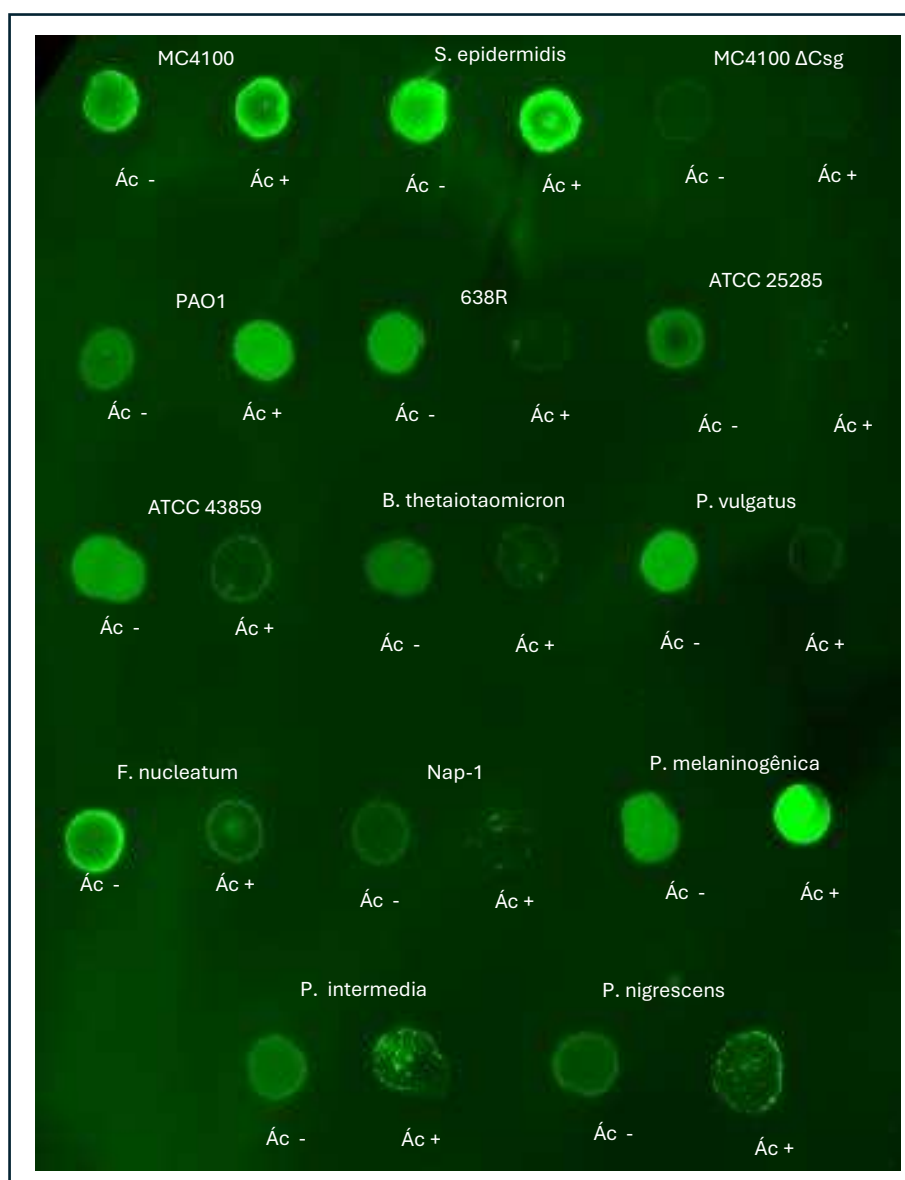 MC4100
S. epidermidis
MC4100 ΔCsg
Ác -
Ác +
Ác -
Ác +
Ác -
Ác +
PAO1
638R
ATCC 25285
Ác -
Ác +
Ác -
Ác +
Ác -
Ác +
ATCC 43859
B. thetaiotaomicron
P. vulgatus
Ác -
Ác +
Ác -
Ác +
Ác -
Ác +
F. nucleatum
Nap-1
P. melaninogênica
Ác -
Ác +
Ác -
Ác +
Ác -
Ác +
P. intermedia
P. nigrescens
Ác -
Ác +
Ác -
Ác +